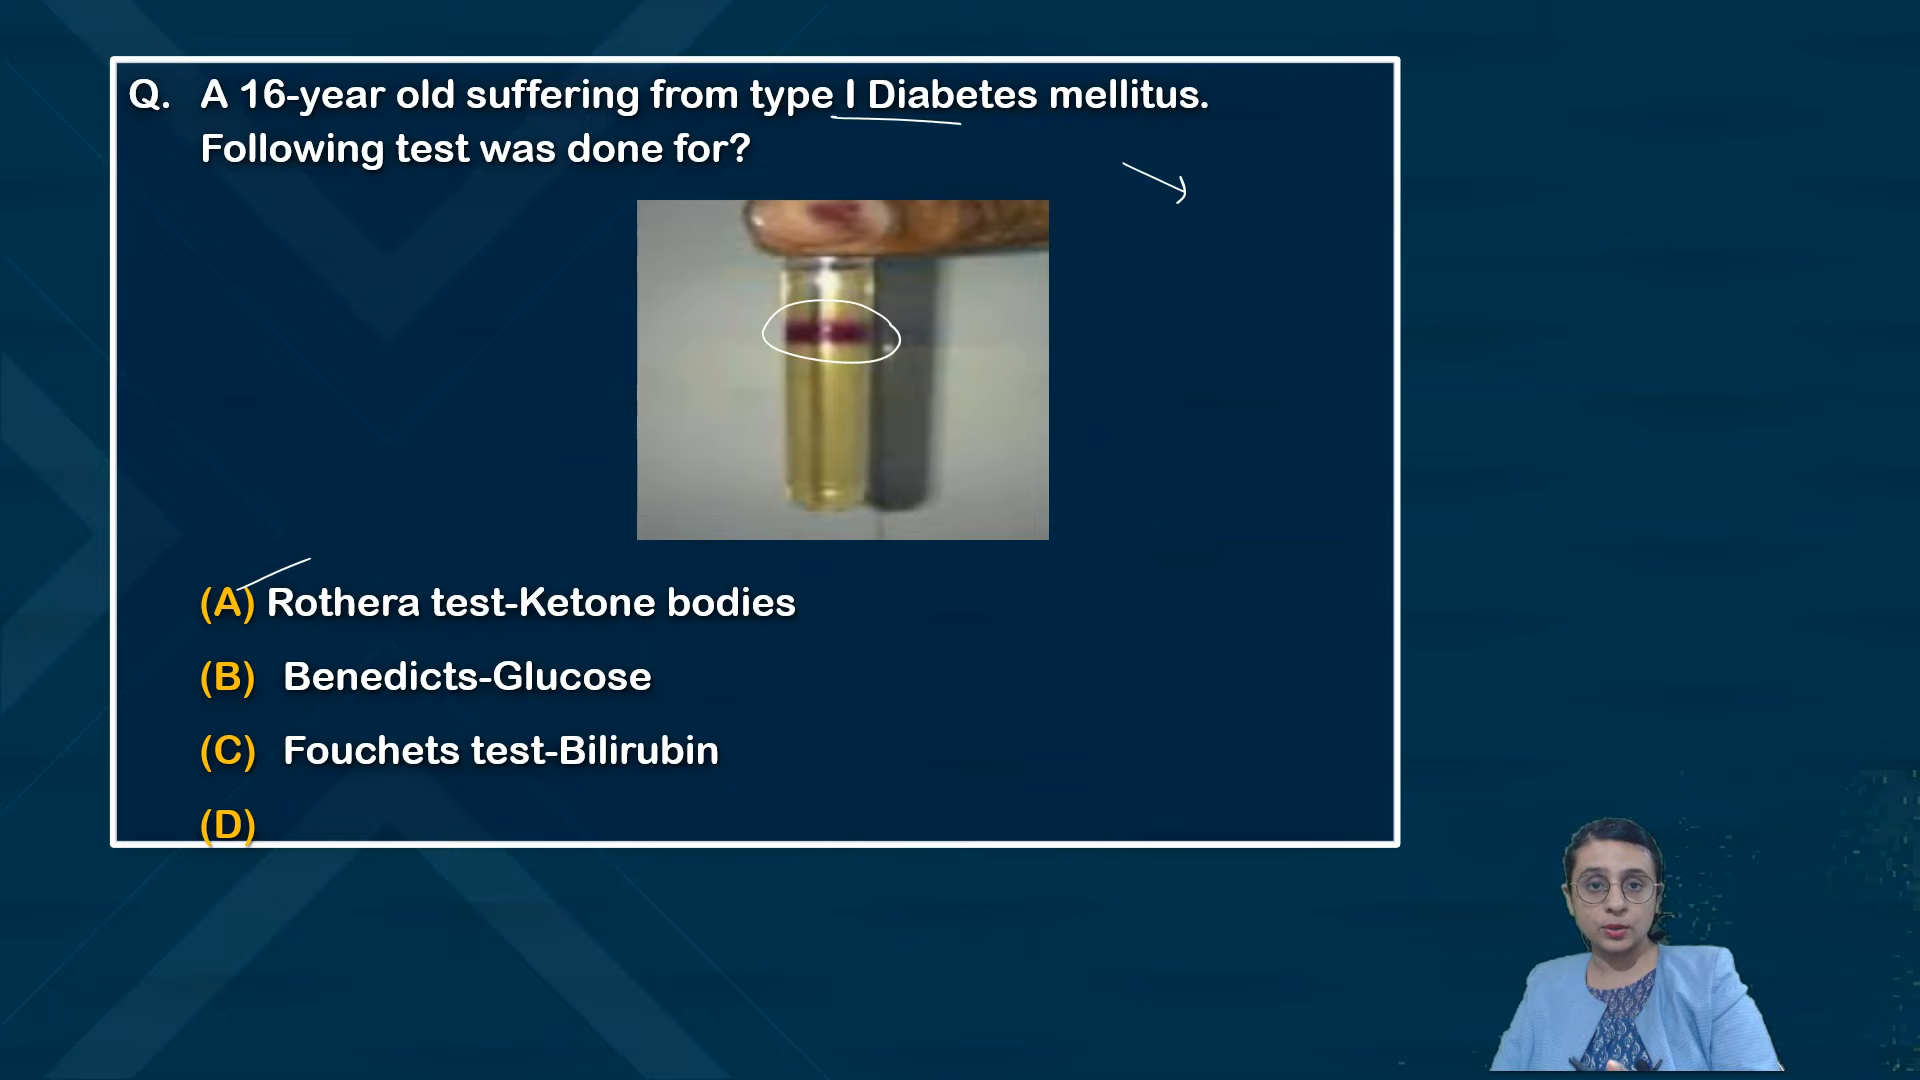 Q. A 16-year old suffering from type I Diabetes mellitus.
Following test was done for?
(A) Rothera test-Ketone bodies
(B) Benedicts-Glucose
(C) Fouchets test-Bilirubin
(D)